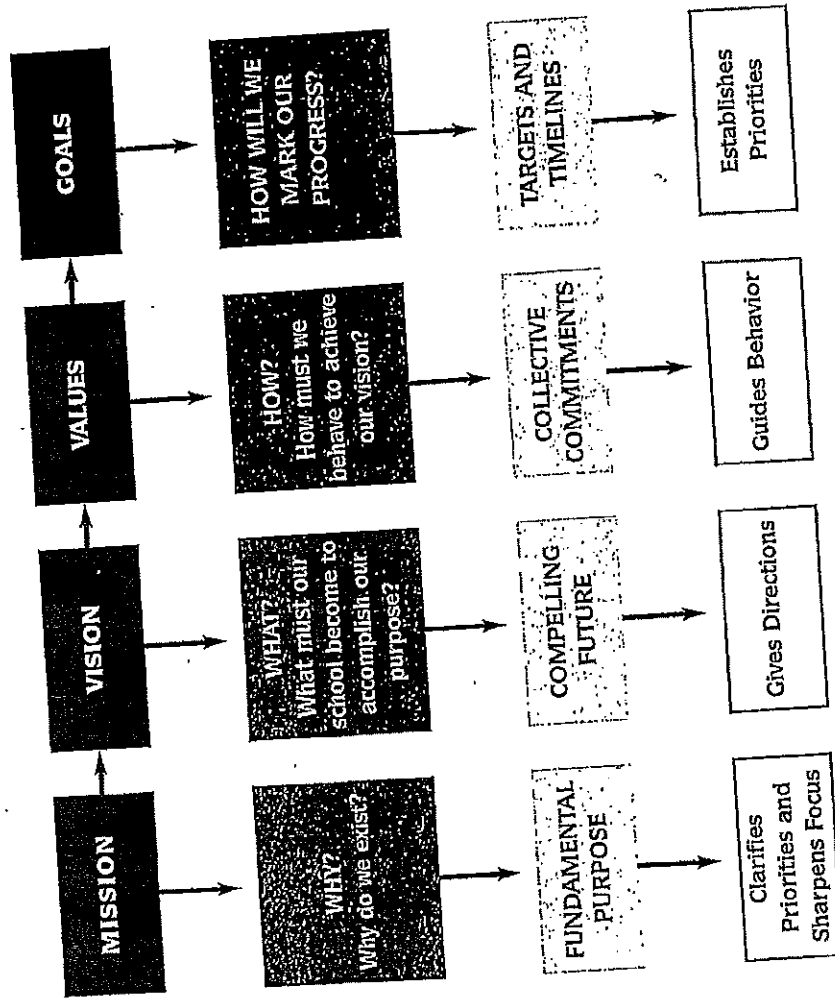 MISSION
WHY?
Why do we exist?
FUNDAMENTAL
PURPOSE
Clarifies
Priorities and
Sharpens Focus
VISION
WHAT?
What must our
school become to
accomplish our
purpose?
COMPELLING
FUTURE
Gives Directions
VALUES
HOW?
How must we
behave to achieve
our vision?
COLLECTIVE
COMMITMENTS
Guides Behavior
GOALS
HOW WILL WE
MARK OUR
PROGRESS?
TARGETS AND
TIMELINES
Establishes
Priorities